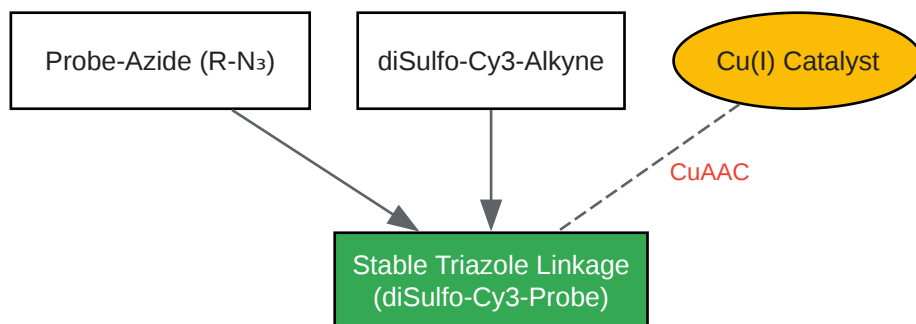 Probe-Azide (R-N₃)
diSulfo-Cy3-Alkyne
Cu(I) Catalyst
CuAAC
Stable Triazole Linkage
(diSulfo-Cy3-Probe)